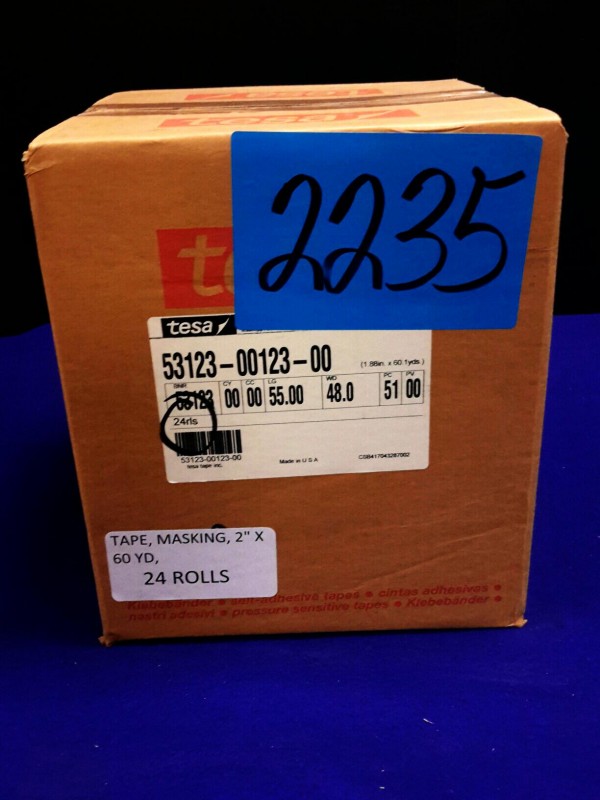 2235
te
tesa
53123-00123-00 (1.88in. x 60.1yds)
BNR CY CC LG WD PC PV
53123 00 00 55.00 48.0 51 00
24rls
53123-00123-00
tesa tape inc.
Made in U S A
TAPE, MASKING, 2" X
60 YD,
24 ROLLS
Klebebänder • self-adhesive tapes • cintas adhesivas •
nastri adesivi • pressure sensitive tapes • Klebebänder •